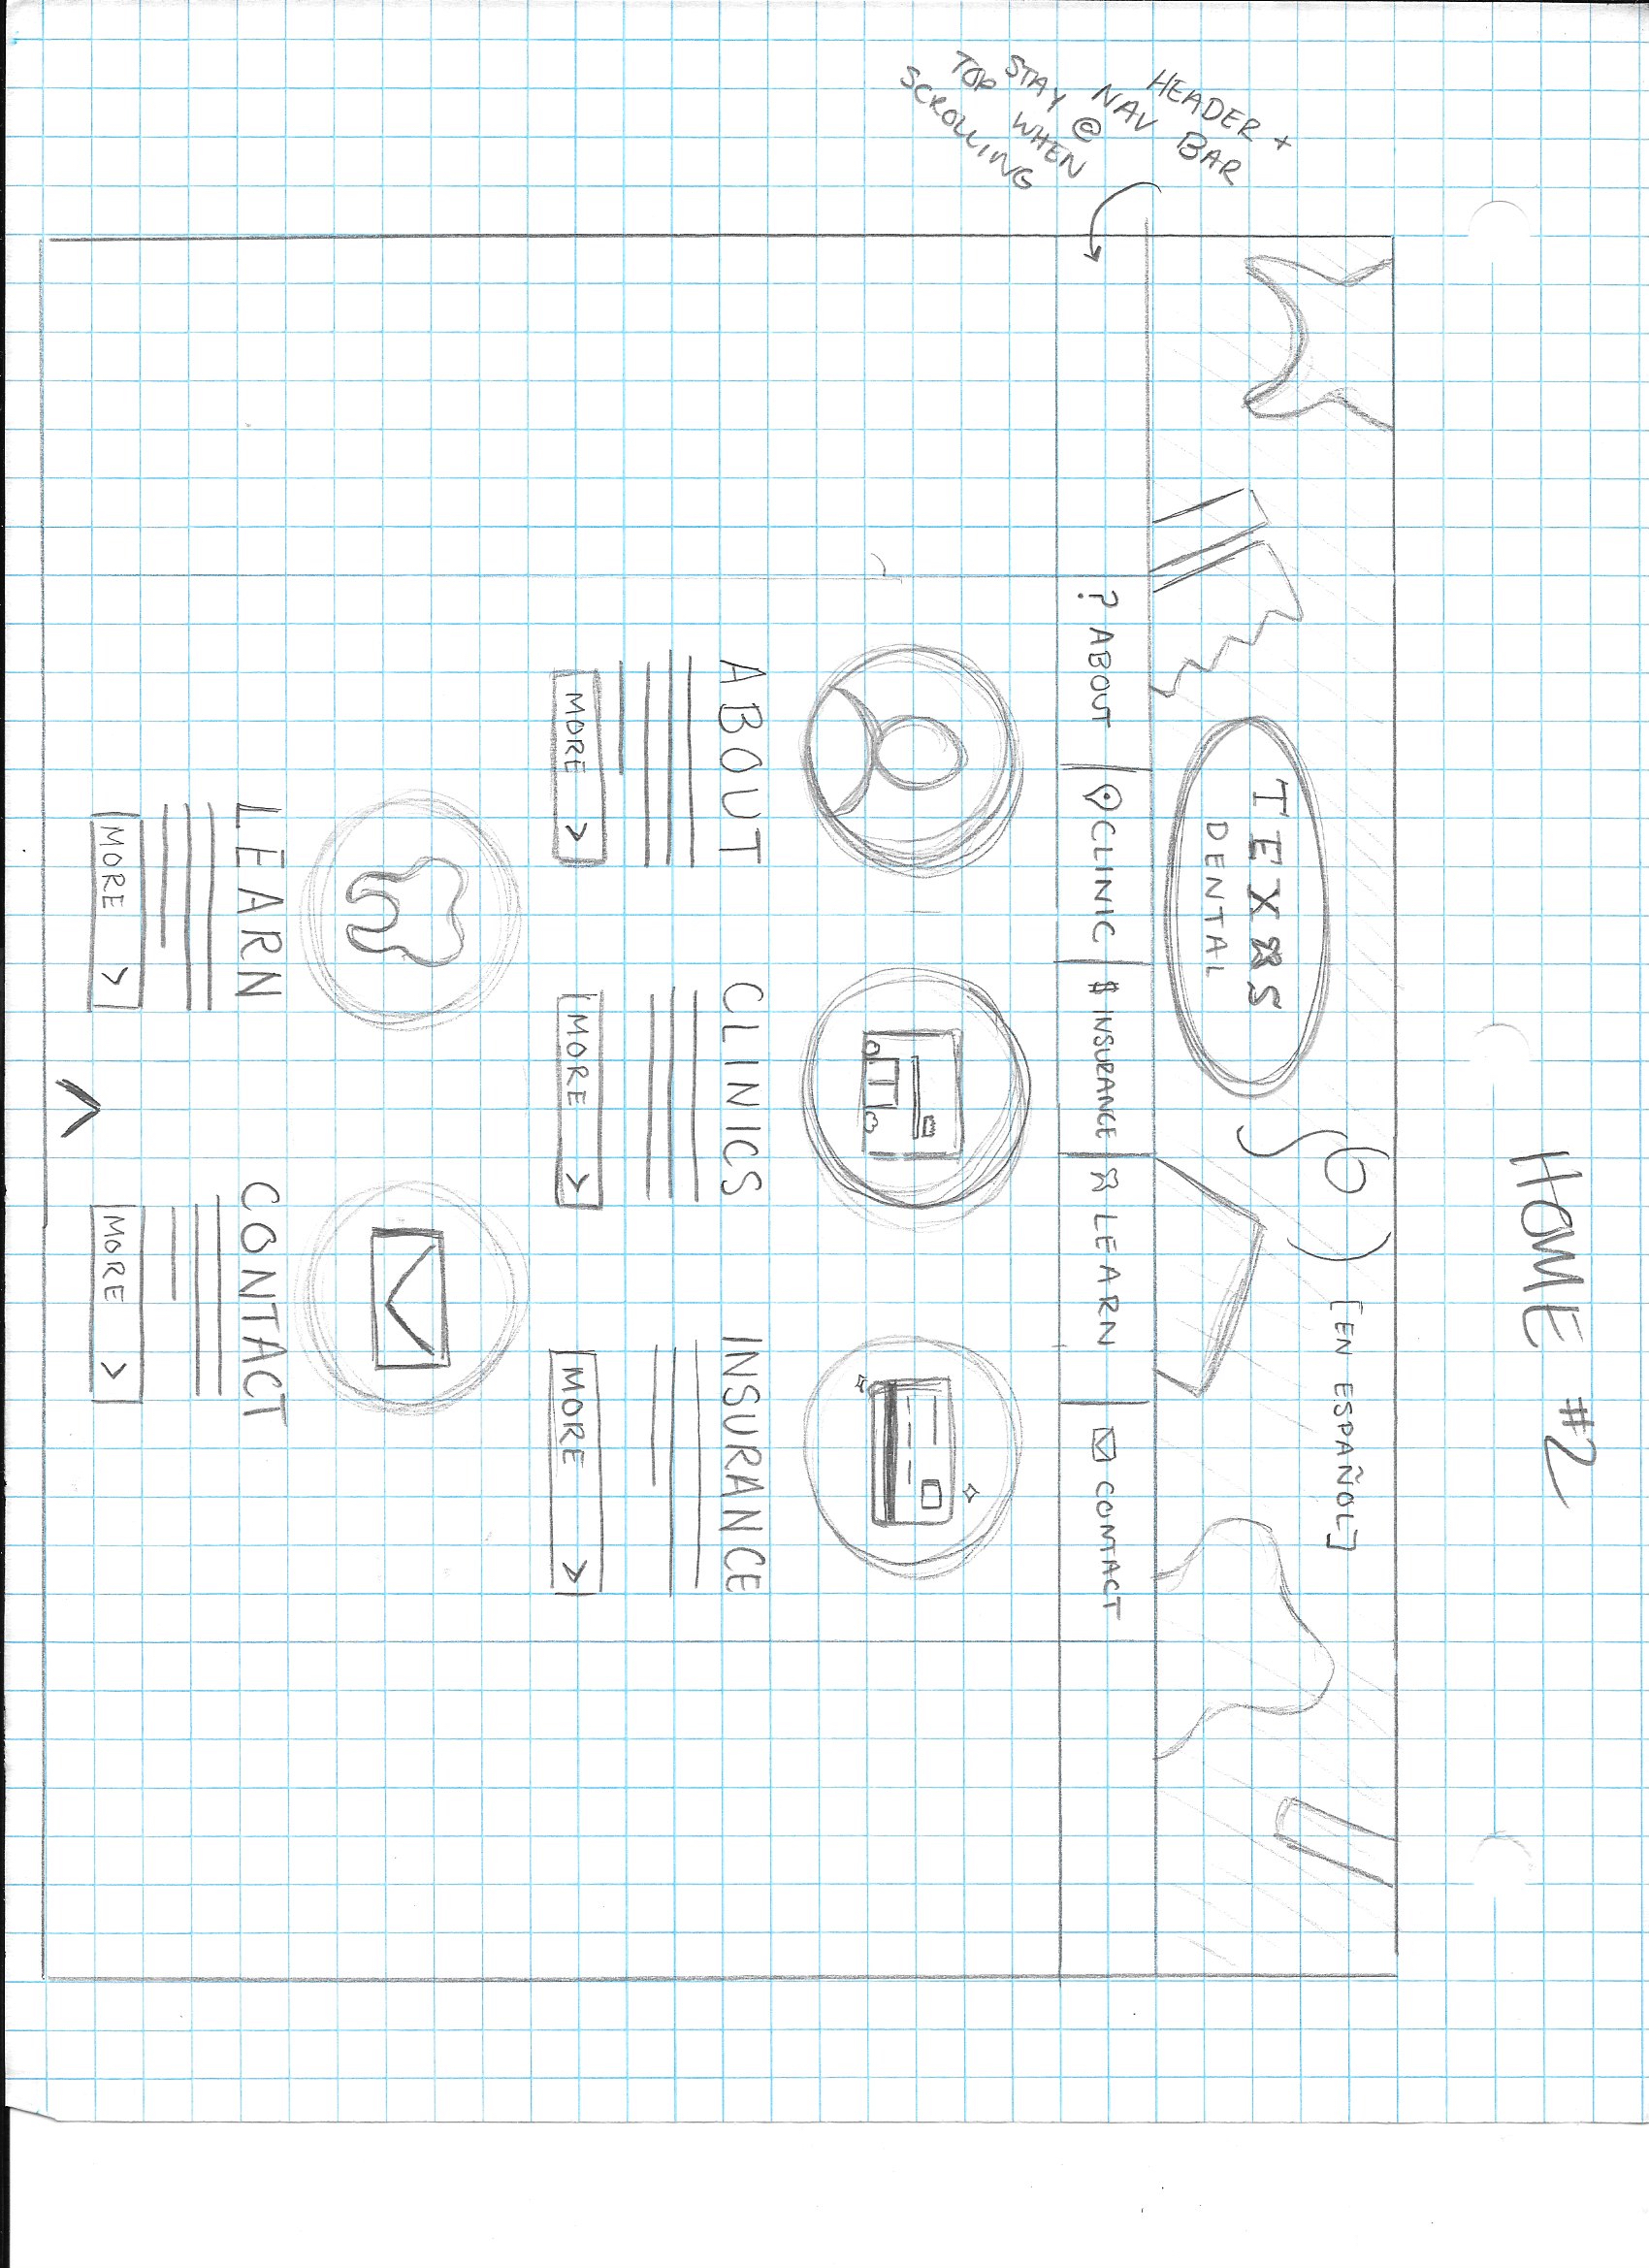 HOME #2
HEADER +
NAV BAR
STAY @
TOP WHEN
SCROLLING
[EN ESPAÑOL]
TEXAS
DENTAL
? ABOUT | CLINIC | $ INSURANCE | LEARN | CONTACT
ABOUT
MORE >
CLINICS
MORE >
INSURANCE
MORE >
LEARN
MORE >
CONTACT
MORE >